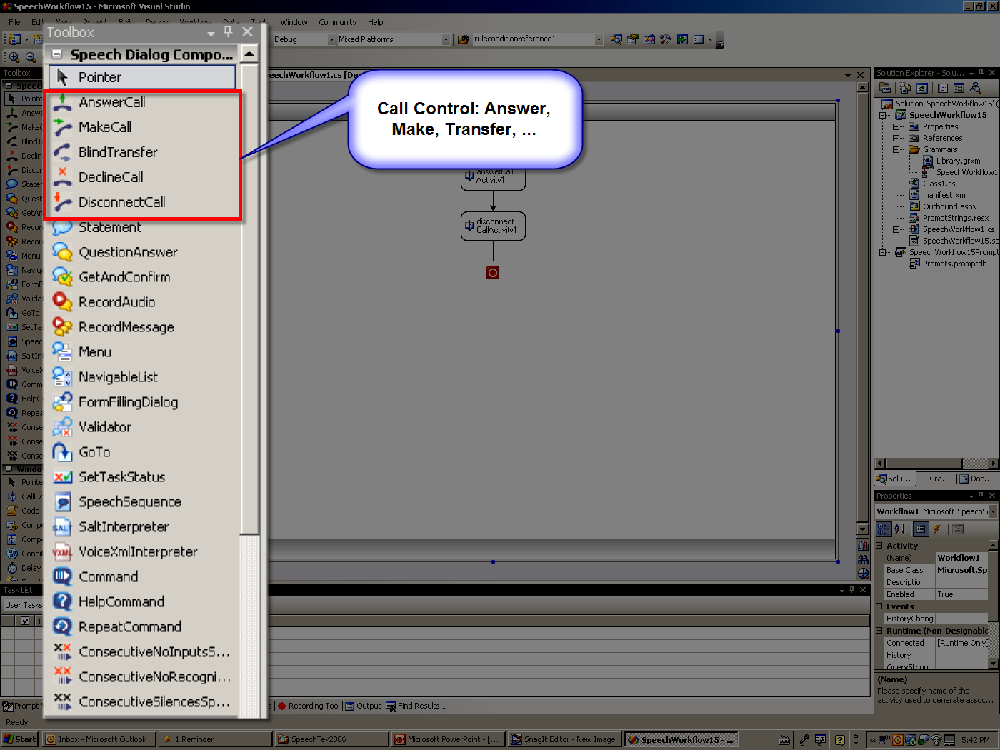 SpeechWorkflow15 - Microsoft Visual Studio
File
Edit
View
Project
Build
Debug
Workflow
Data
Tools
Window
Community
Help
Debug
Mixed Platforms
ruleconditionreference1
Toolbox
Speech Dialog Compo...
Pointer
AnswerCall
MakeCall
BlindTransfer
DeclineCall
DisconnectCall
Statement
QuestionAnswer
GetAndConfirm
RecordAudio
RecordMessage
Menu
NavigableList
FormFillingDialog
Validator
GoTo
SetTaskStatus
SpeechSequence
SaltInterpreter
VoiceXmlInterpreter
Command
HelpCommand
RepeatCommand
ConsecutiveNoInputsS...
ConsecutiveNoRecogni...
ConsecutiveSilencesSp...
Call Control: Answer,
Make, Transfer, ...
Toolbox
Speec
Pointe
Answe
MakeC
BlindT
Declin
Discor
Stater
Quest
GetAn
Recor
Recor
Menu
Naviga
FormF
Valida
GoTo
SetTa
Speec
SaltIn
VoiceX
Comm
HelpC
Repea
Conse
Conse
Conse
Windo
Pointe
CallEx
Code
Compe
Compe
Condit
Delay
eechWorkflow1.cs [De
answerCall
Activity1
disconnect
CallActivity1
Solution Explorer - Solu...
Solution 'SpeechWorkflow15' (
SpeechWorkflow15
Properties
References
Grammars
Library.grxml
SpeechWorkflow1
Class1.cs
manifest.xml
Outbound.aspx
PromptStrings.resx
SpeechWorkflow1.cs
SpeechWorkflow15.sp
SpeechWorkflow15Prompt
Prompts.promptdb
Solu...
Gra...
Doc...
Properties
Workflow1 Microsoft.SpeechS
Activity
(Name) Workflow1
Base Class Microsoft.Sp
Description
Enabled True
Events
HistoryChang
Runtime (Non-Designable
Connected [Runtime Only]
History
QueryString
(Name)
Please specify name of the
activity used to generate assoc...
Task List
User Tasks
!
Prompt
Recording Tool
Output
Find Results 1
Ready
Start
Inbox - Microsoft Outlook
1 Reminder
SpeechTek2006
Microsoft PowerPoint - [...
SnagIt Editor - New Image
SpeechWorkflow15 - ...
5:42 PM